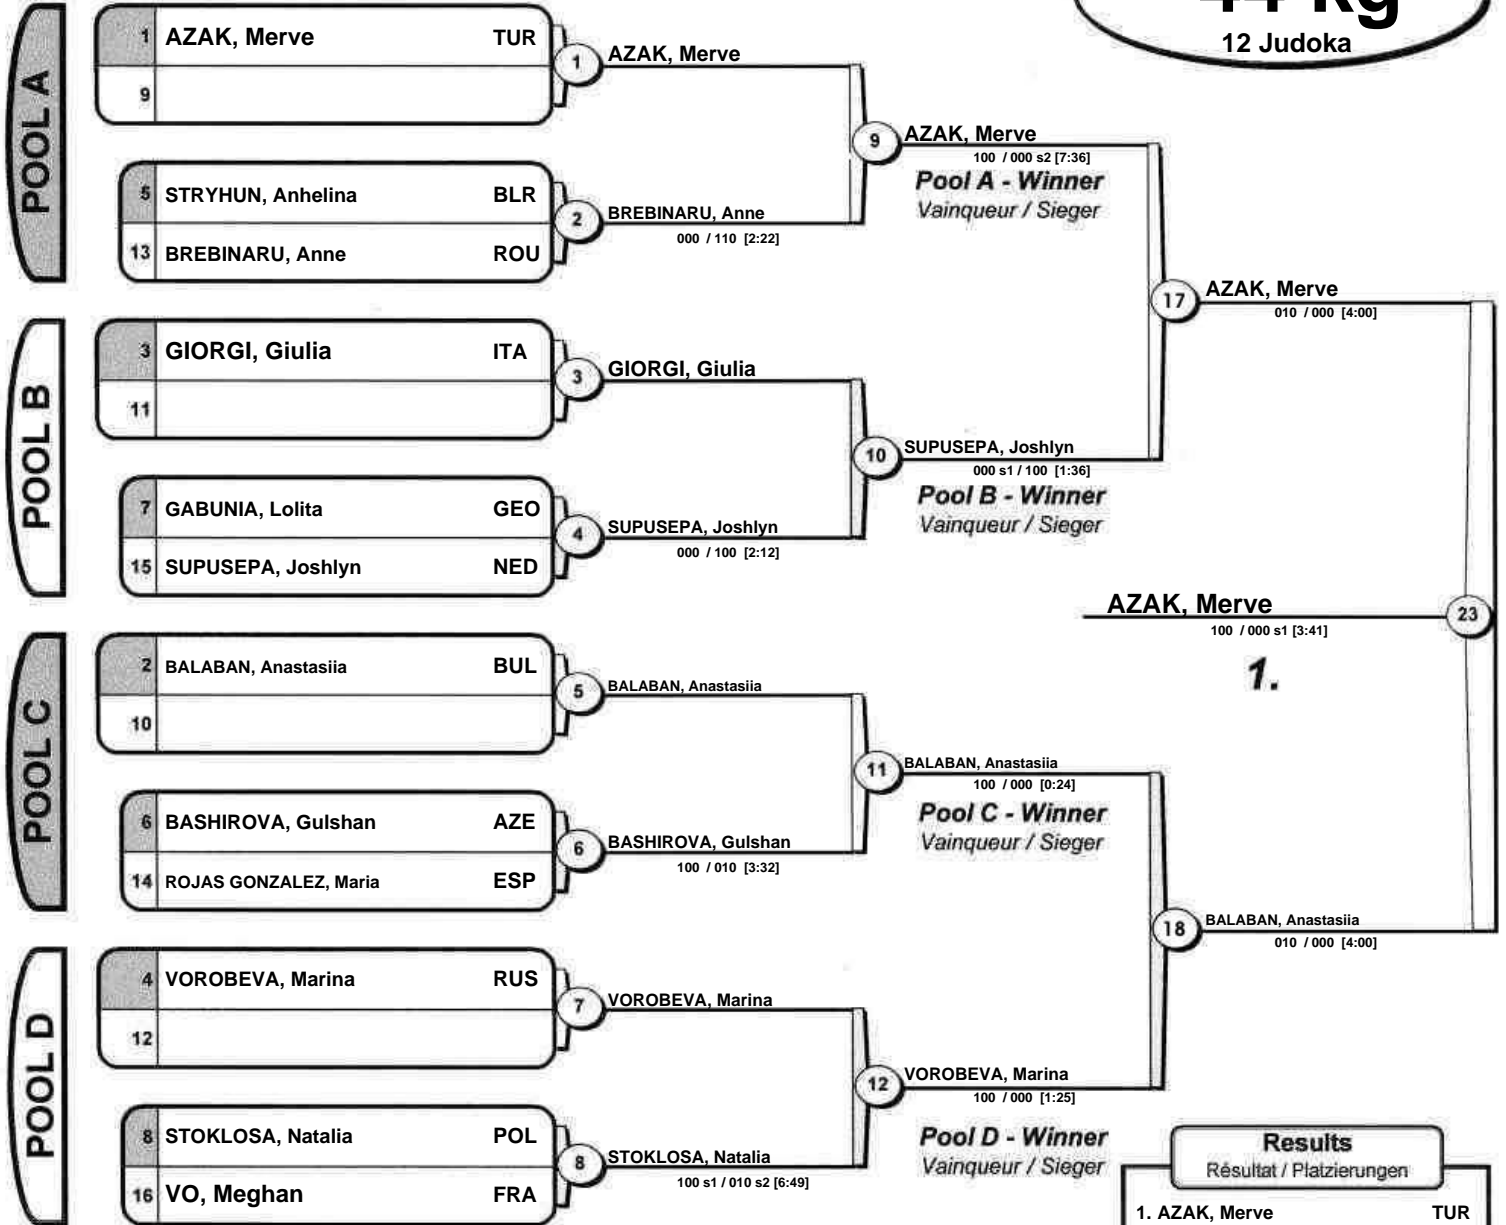 44 kg
12 Judoka
POOL A
1 AZAK, Merve TUR
9
5 STRYHUN, Anhelina BLR
13 BREBINARU, Anne ROU
1 AZAK, Merve
2 BREBINARU, Anne
000 / 110 [2:22]
9 AZAK, Merve
100 / 000 s2 [7:36]
Pool A - Winner
Vainqueur / Sieger
POOL B
3 GIORGI, Giulia ITA
11
7 GABUNIA, Lolita GEO
15 SUPUSEPA, Joshlyn NED
3 GIORGI, Giulia
4 SUPUSEPA, Joshlyn
000 / 100 [2:12]
10 SUPUSEPA, Joshlyn
000 s1 / 100 [1:36]
Pool B - Winner
Vainqueur / Sieger
17 AZAK, Merve
010 / 000 [4:00]
AZAK, Merve 23
100 / 000 s1 [3:41]
1.
POOL C
2 BALABAN, Anastasiia BUL
10
6 BASHIROVA, Gulshan AZE
14 ROJAS GONZALEZ, Maria ESP
5 BALABAN, Anastasiia
6 BASHIROVA, Gulshan
100 / 010 [3:32]
11 BALABAN, Anastasiia
100 / 000 [0:24]
Pool C - Winner
Vainqueur / Sieger
POOL D
4 VOROBEVA, Marina RUS
12
8 STOKLOSA, Natalia POL
16 VO, Meghan FRA
7 VOROBEVA, Marina
8 STOKLOSA, Natalia
100 s1 / 010 s2 [6:49]
12 VOROBEVA, Marina
100 / 000 [1:25]
Pool D - Winner
Vainqueur / Sieger
18 BALABAN, Anastasiia
010 / 000 [4:00]
Results
Résultat / Platzierungen
1. AZAK, Merve TUR